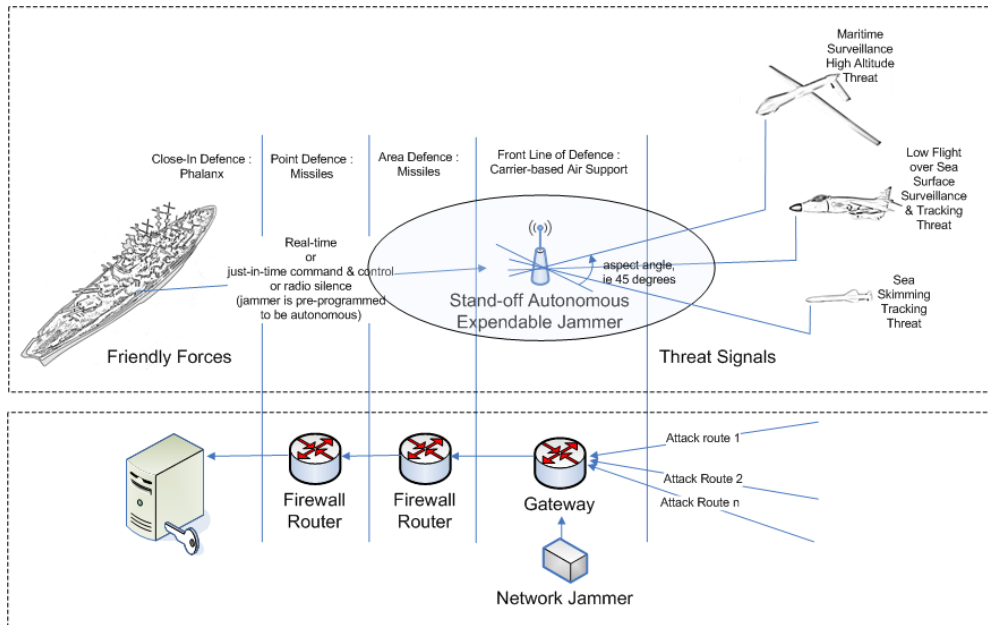 Maritime
Surveillance
High Altitude
Threat
Close-In Defence :
Phalanx
Point Defence :
Missiles
Area Defence :
Missiles
Front Line of Defence :
Carrier-based Air Support
Low Flight
over Sea
Surface
Surveillance
& Tracking
Threat
Real-time
or
just-in-time command & control
or radio silence
(jammer is pre-programmed
to be autonomous)
aspect angle,
ie 45 degrees
Stand-off Autonomous
Expendable Jammer
Sea
Skimming
Tracking
Threat
Friendly Forces
Threat Signals
Attack route 1
Attack Route 2
Attack Route n
Firewall
Router
Firewall
Router
Gateway
Network Jammer